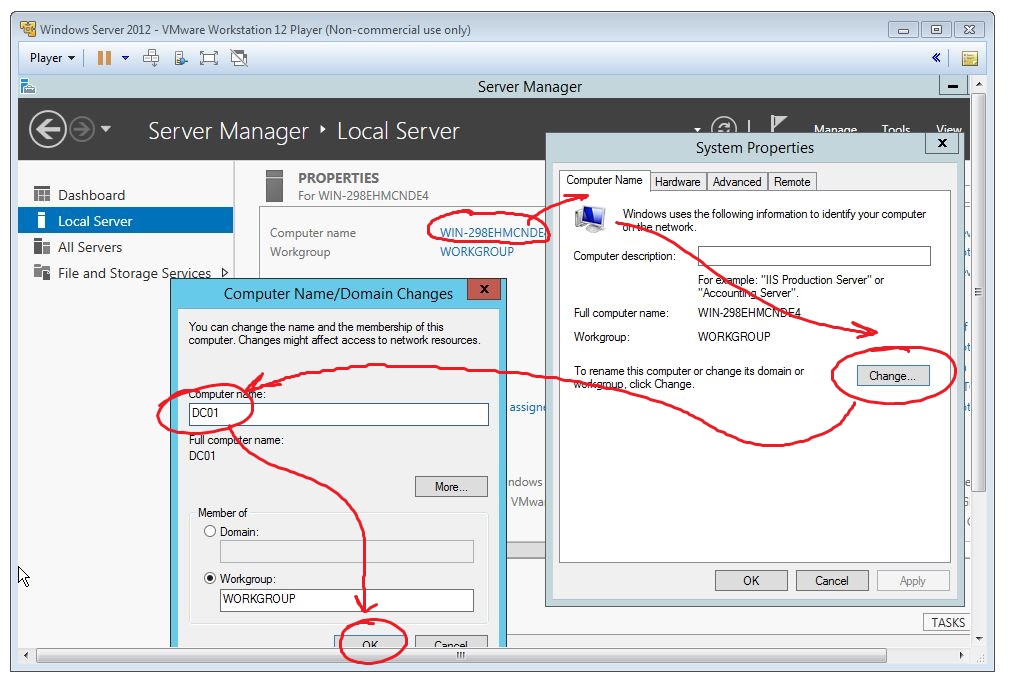 Windows Server 2012 - VMware Workstation 12 Player (Non-commercial use only)
Player
Server Manager
Server Manager Local Server
Manage Tools View
Dashboard
Local Server
All Servers
File and Storage Services
PROPERTIES
For WIN-298EHMCNDE4
Computer name WIN-298EHMCNDE4
Workgroup WORKGROUP
assigne
ndows
VMwa
TASKS
System Properties
Computer Name Hardware Advanced Remote
Windows uses the following information to identify your computer
on the network.
Computer description:
For example: "IIS Production Server" or
"Accounting Server".
Full computer name: WIN-298EHMCNDE4
Workgroup: WORKGROUP
To rename this computer or change its domain or
workgroup, click Change.
Change...
OK Cancel Apply
Computer Name/Domain Changes
You can change the name and the membership of this
computer. Changes might affect access to network resources.
Computer name:
DC01
Full computer name:
DC01
More...
Member of
Domain:
Workgroup:
WORKGROUP
OK Cancel